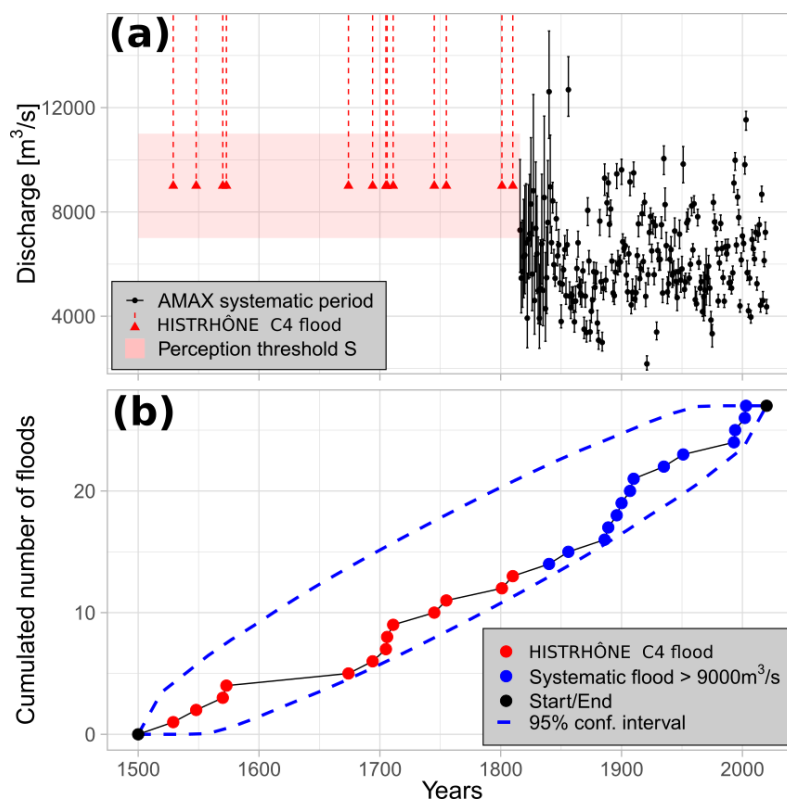 (a)
Discharge [m³/s]
12000
8000
4000
AMAX systematic period
HISTRHÔNE C4 flood
Perception threshold S
(b)
Cumulated number of floods
20
10
0
HISTRHÔNE C4 flood
Systematic flood > 9000m³/s
Start/End
95% conf. interval
1500 1600 1700 1800 1900 2000
Years